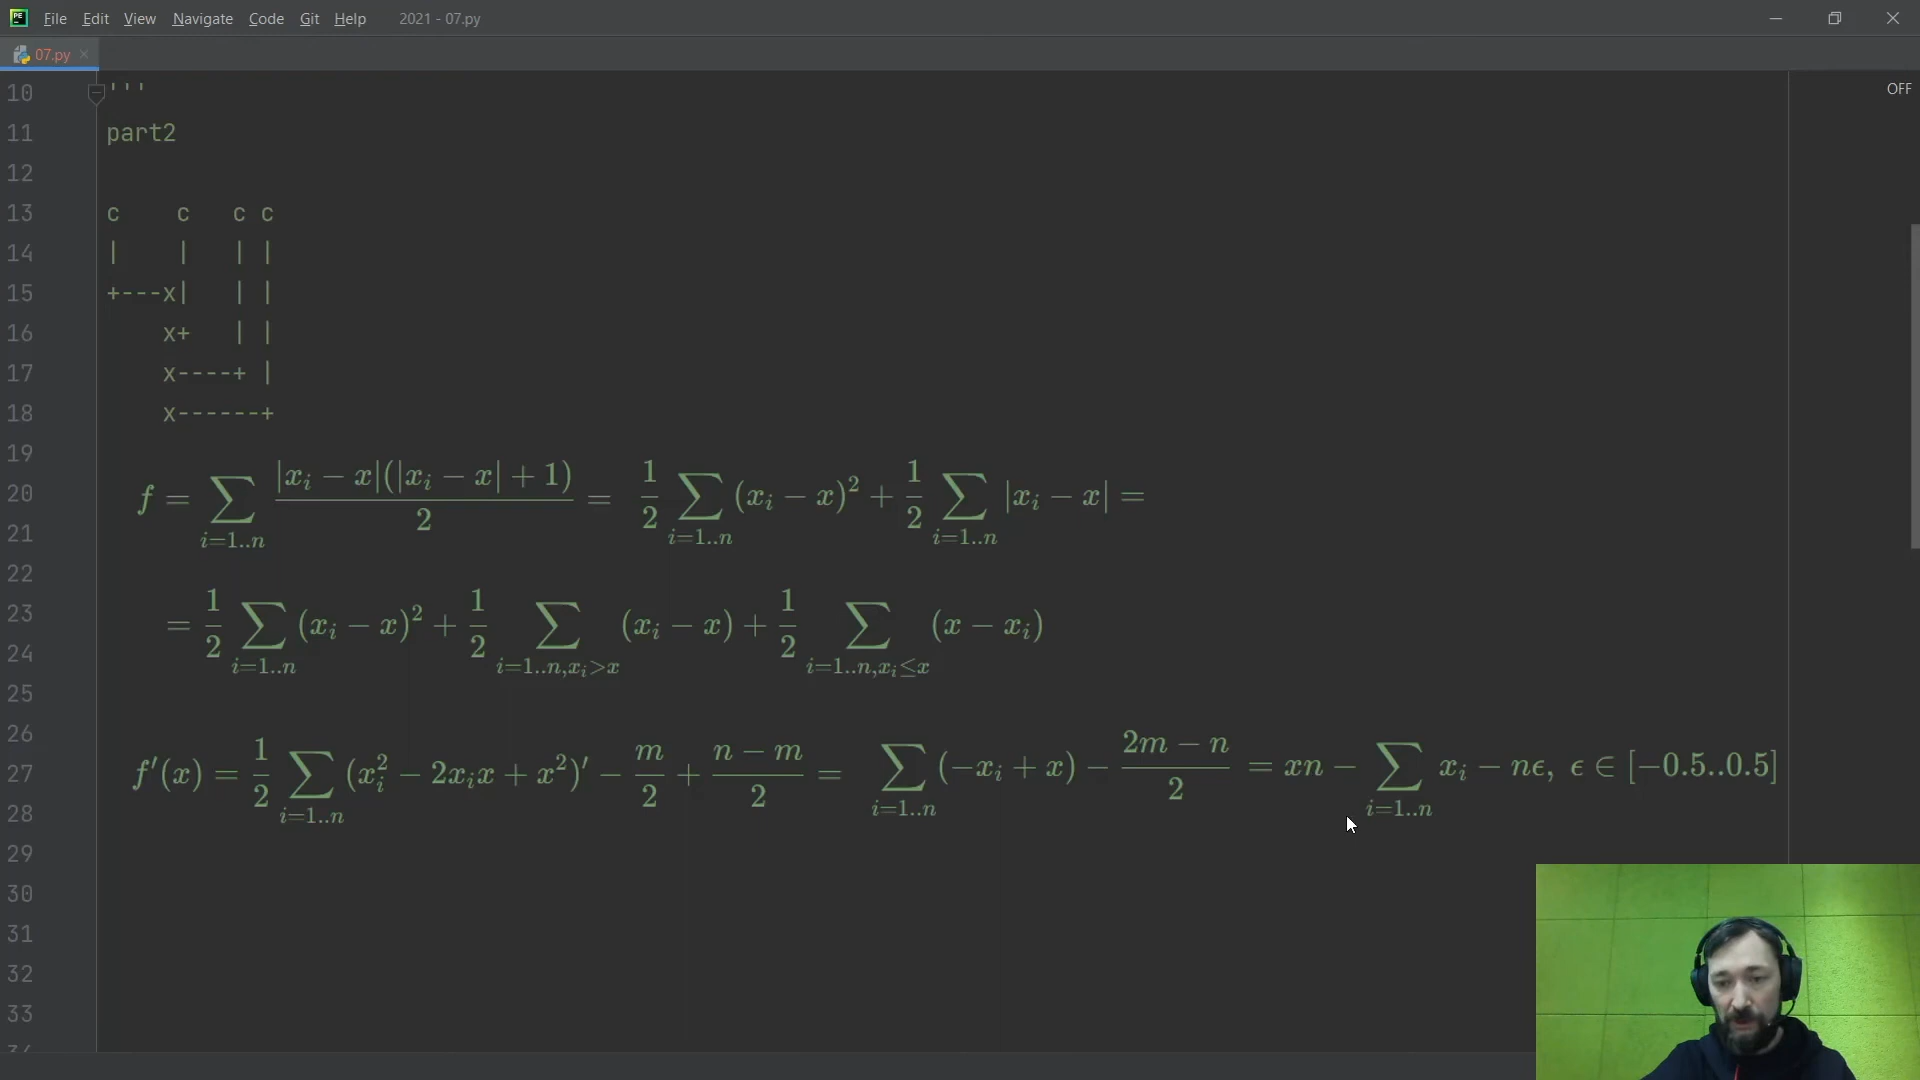 PE File Edit View Navigate Code Git Help 2021 - 07.py
07.py
OFF
10 '''
11 part2
12
13 c    c   c c
14 |    |   | |
15 +---x|   | |
16     x+   | |
17     x----+ |
18     x------+
19
20
21
22
23
24
25
26
27
28
29
30
31
32
33
f = ∑_{i=1..n} |x_i − x|(|x_i − x| + 1) / 2 = 1/2 ∑_{i=1..n} (x_i − x)² + 1/2 ∑_{i=1..n} |x_i − x| =
= 1/2 ∑_{i=1..n} (x_i − x)² + 1/2 ∑_{i=1..n,x_i>x} (x_i − x) + 1/2 ∑_{i=1..n,x_i≤x} (x − x_i)
f′(x) = 1/2 ∑_{i=1..n} (x_i² − 2x_i x + x²)′ − m/2 + (n − m)/2 = ∑_{i=1..n} (−x_i + x) − (2m − n)/2 = xn − ∑_{i=1..n} x_i − nϵ, ϵ ∈ [−0.5..0.5]